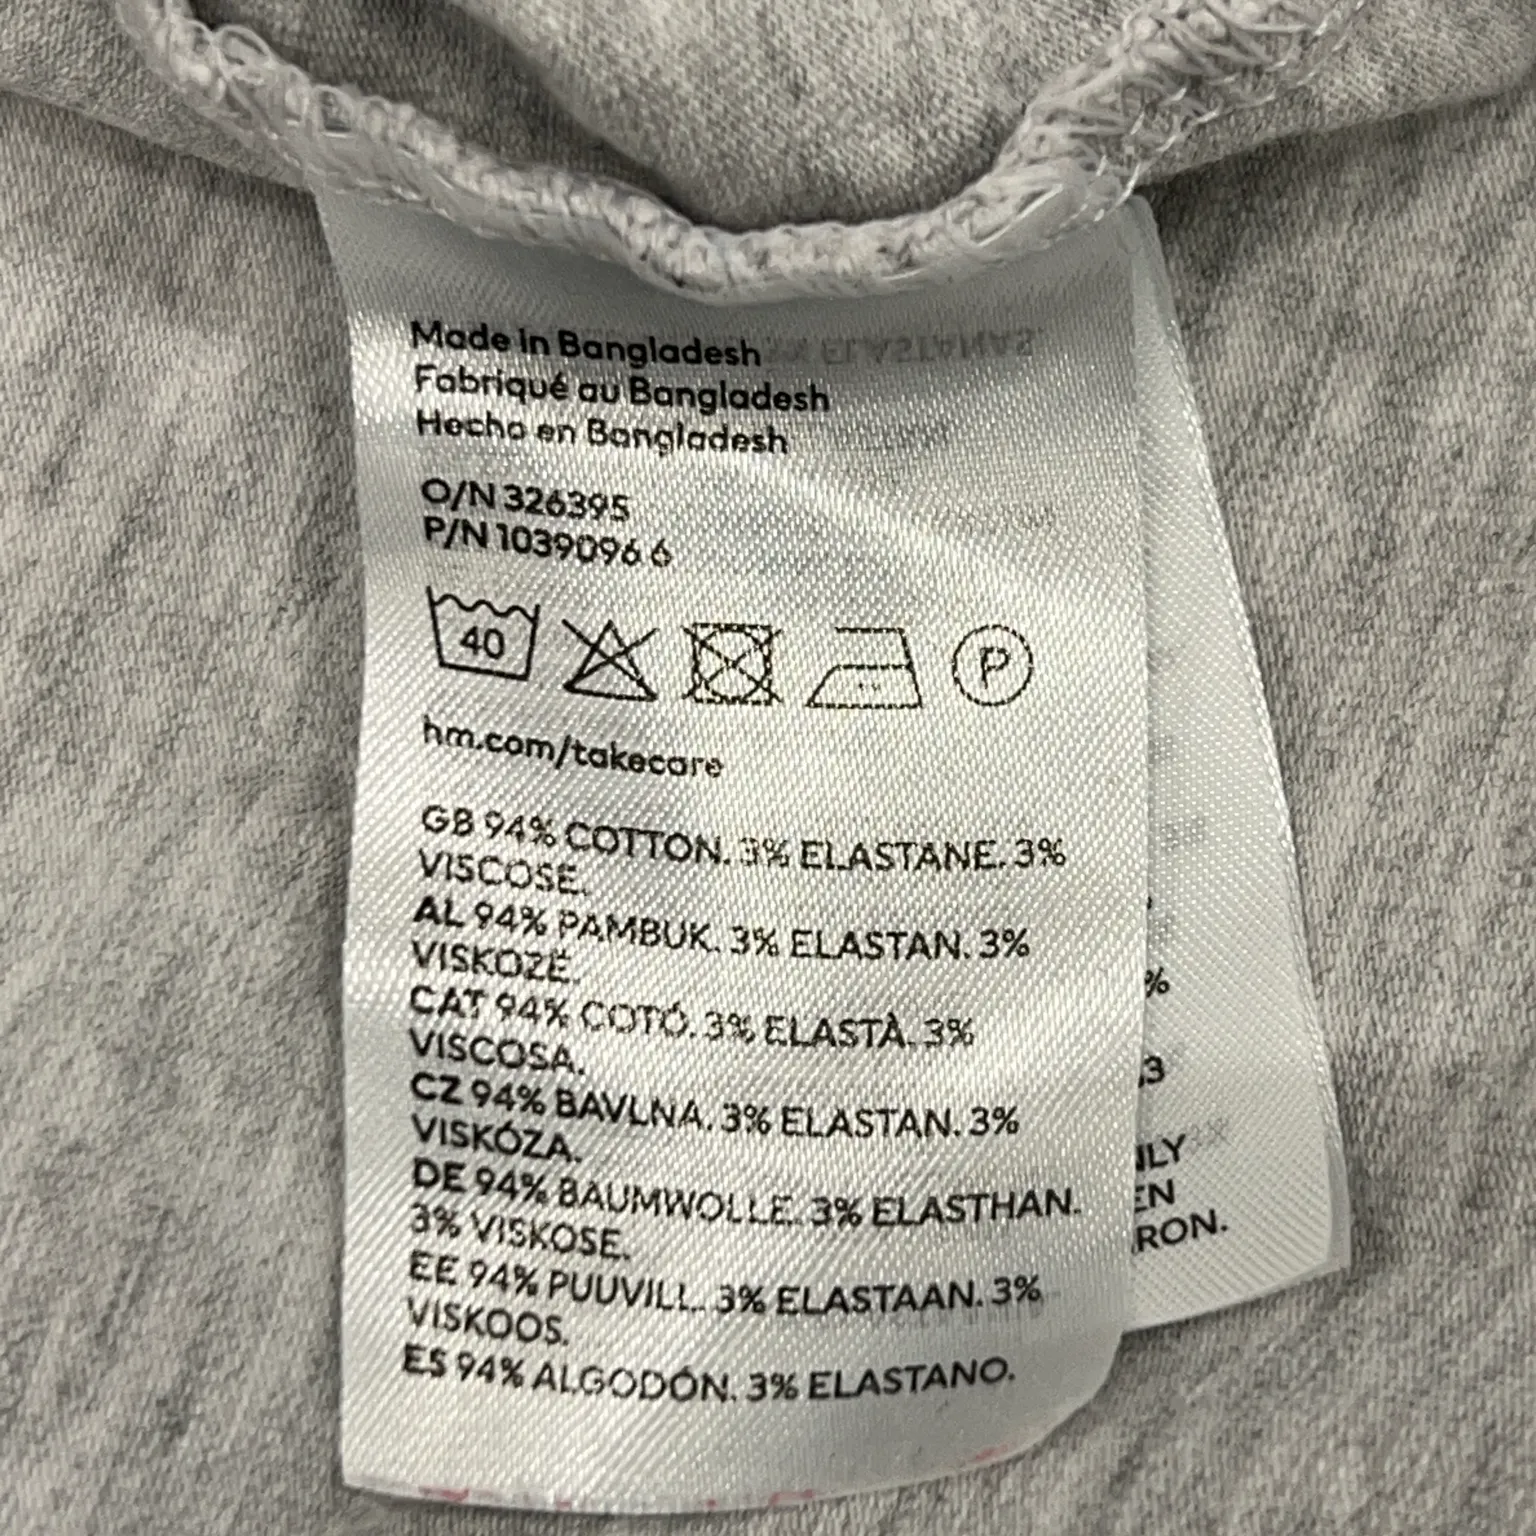 Made in Bangladesh
Fabriqué au Bangladesh
Hecho en Bangladesh
O/N 326395
P/N 1039096 6
40
P
hm.com/takecare
GB 94% COTTON. 3% ELASTANE. 3%
VISCOSE.
AL 94% PAMBUK. 3% ELASTAN. 3%
VISKOZË.
CAT 94% COTÓ. 3% ELASTÀ. 3%
VISCOSA.
CZ 94% BAVLNA. 3% ELASTAN. 3%
VISKÓZA.
DE 94% BAUMWOLLE. 3% ELASTHAN.
3% VISKOSE.
EE 94% PUUVILL. 3% ELASTAAN. 3%
VISKOOS.
ES 94% ALGODÓN. 3% ELASTANO.
%
3